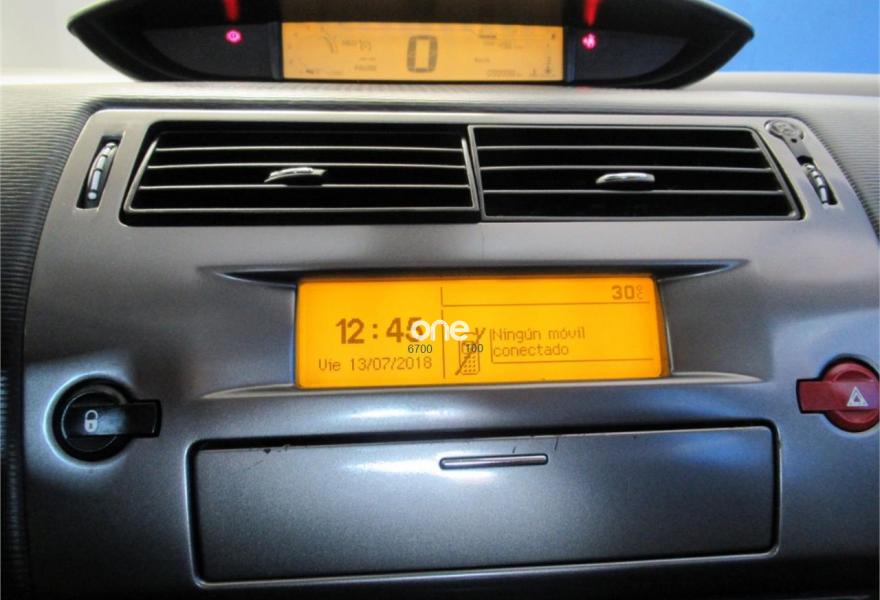 0
30°C
12:45
Vie 13/07/2018
Ningún móvil
conectado
one
6700 100